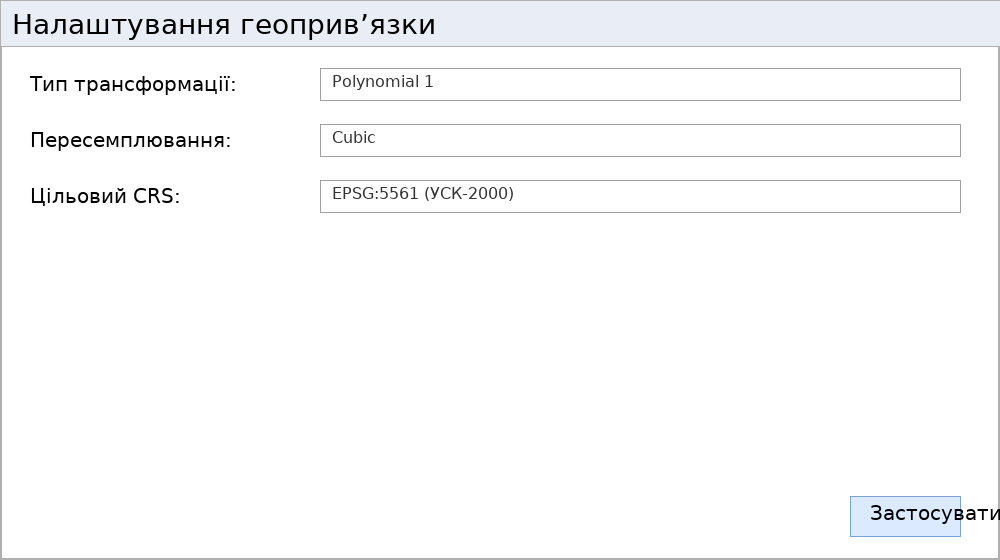 Налаштування геоприв’язки
Тип трансформації: Polynomial 1
Пересемплювання: Cubic
Цільовий CRS: EPSG:5561 (УСК-2000)
Застосувати